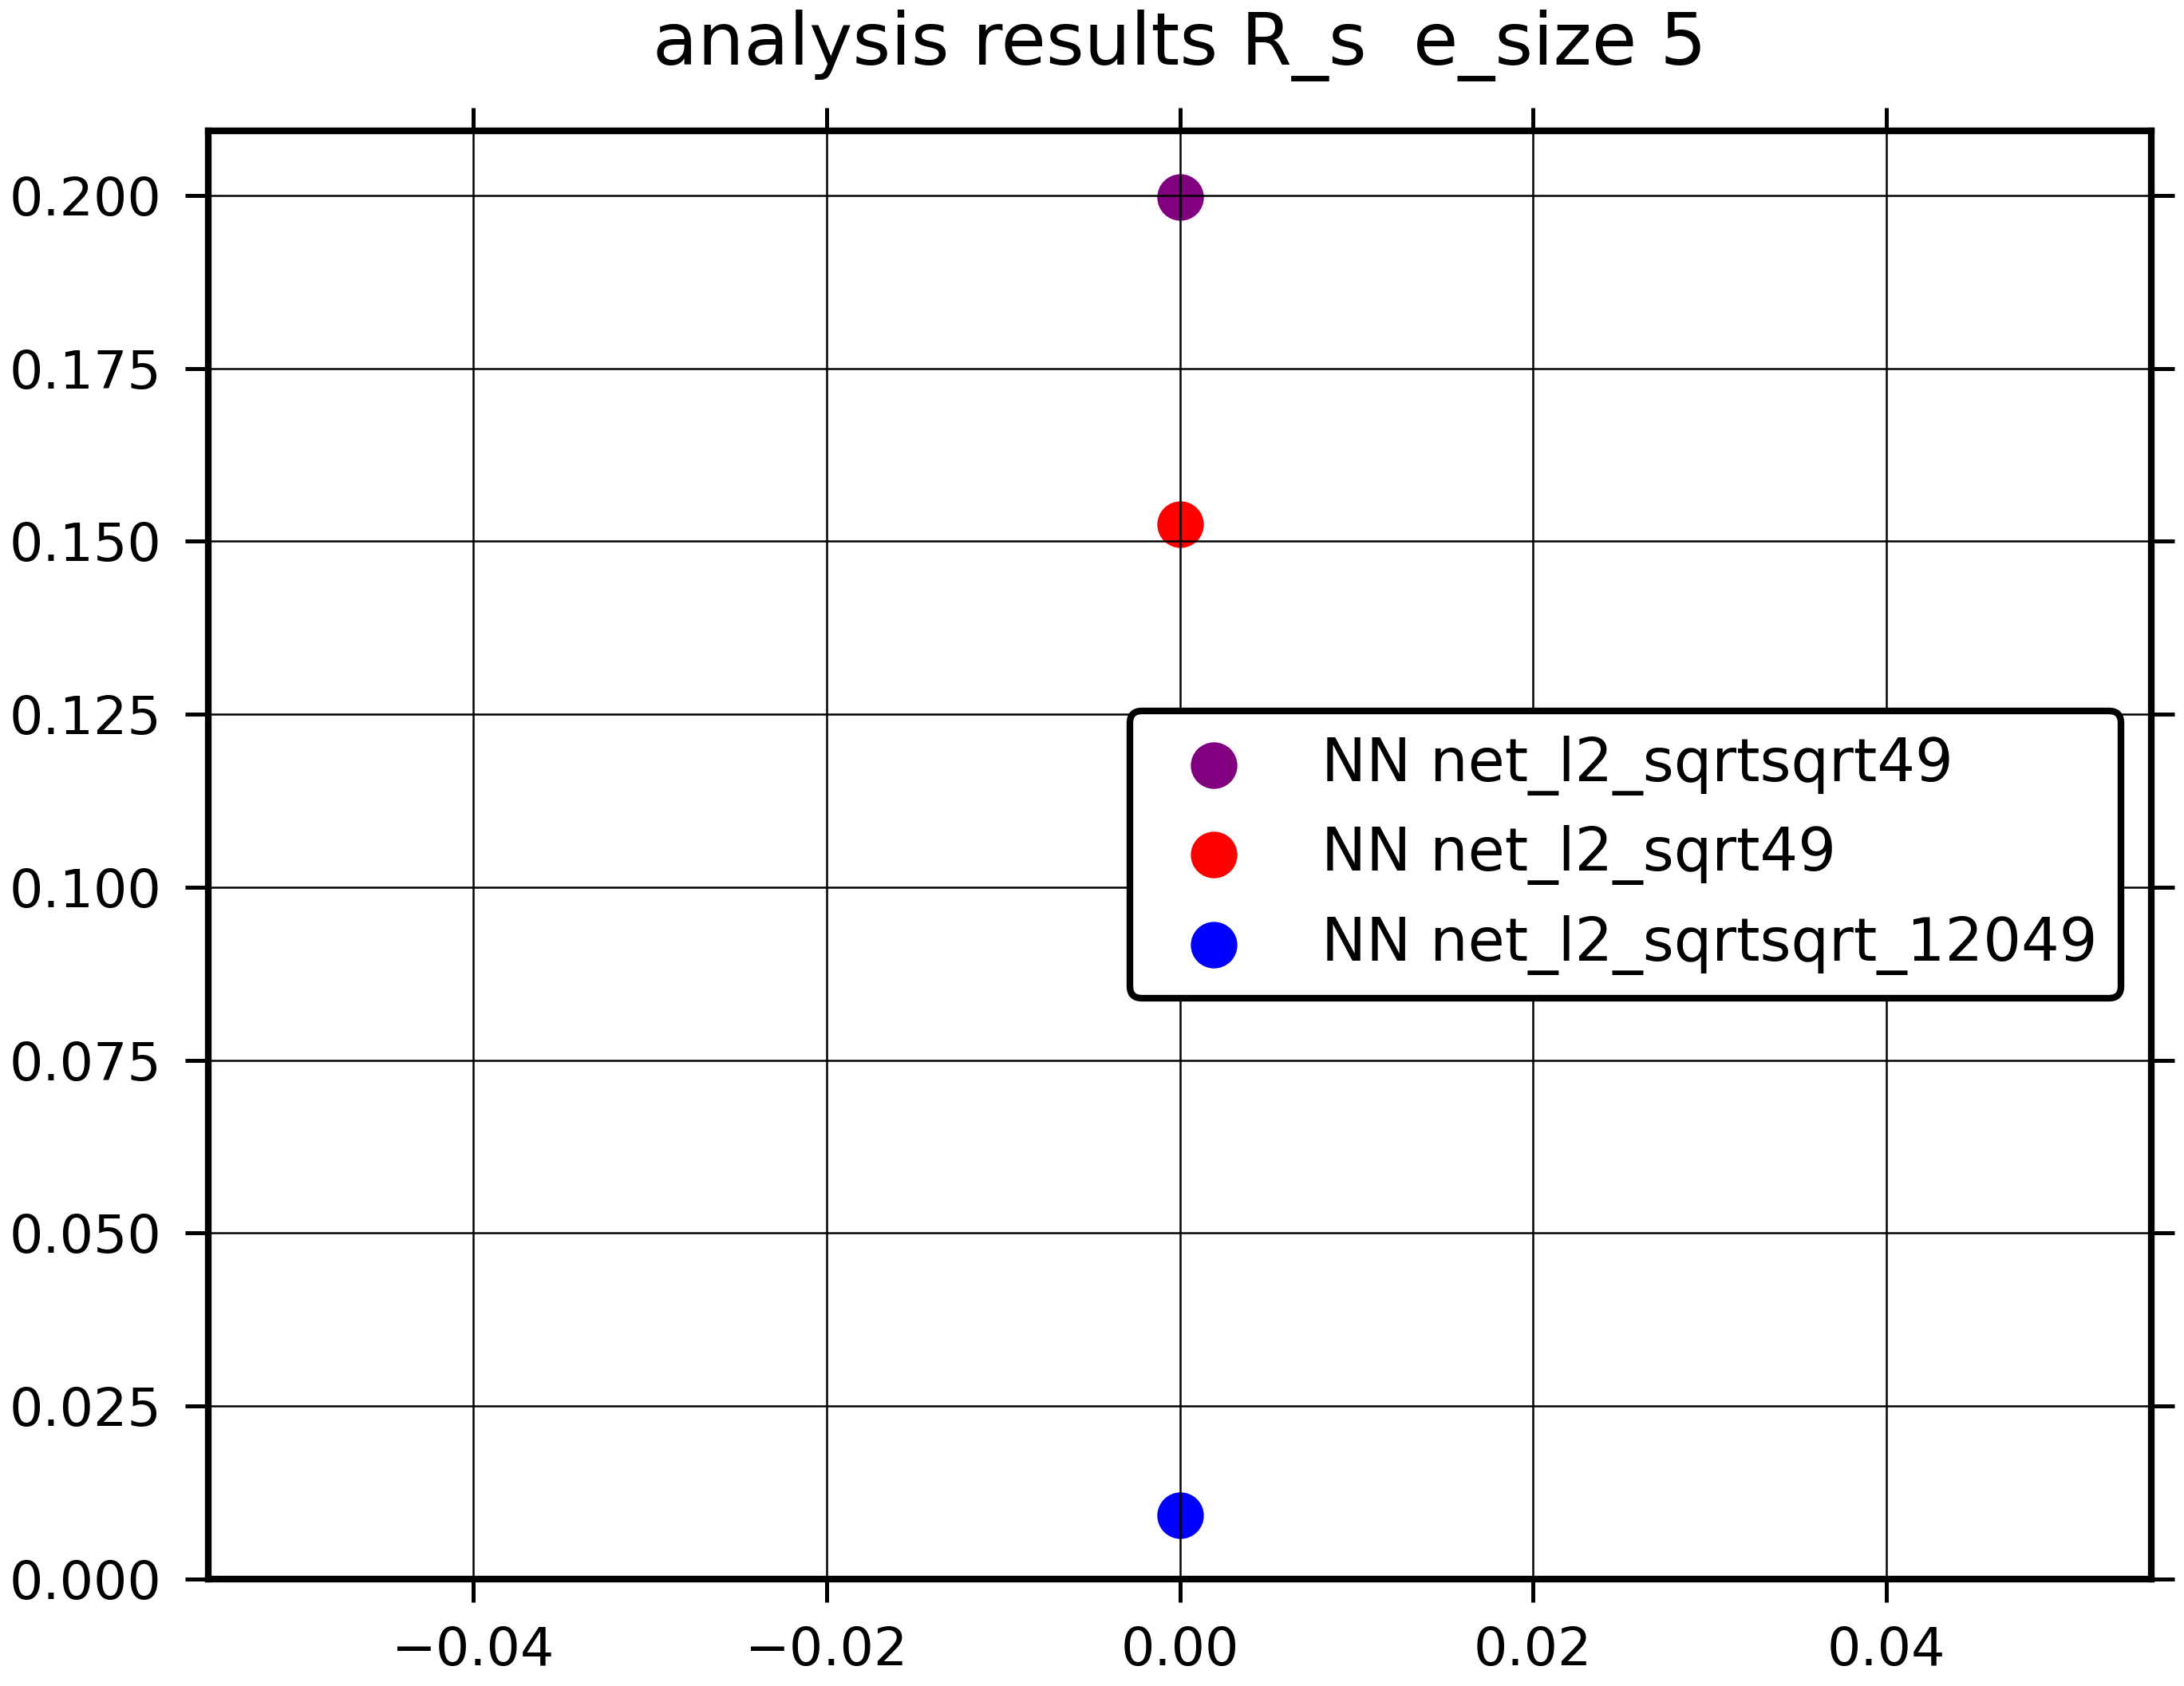 analysis results R_s  e_size 5
0.200
0.175
0.150
0.125
0.100
0.075
0.050
0.025
0.000
NN net_l2_sqrtsqrt49
NN net_l2_sqrt49
NN net_l2_sqrtsqrt_12049
−0.04 −0.02 0.00 0.02 0.04